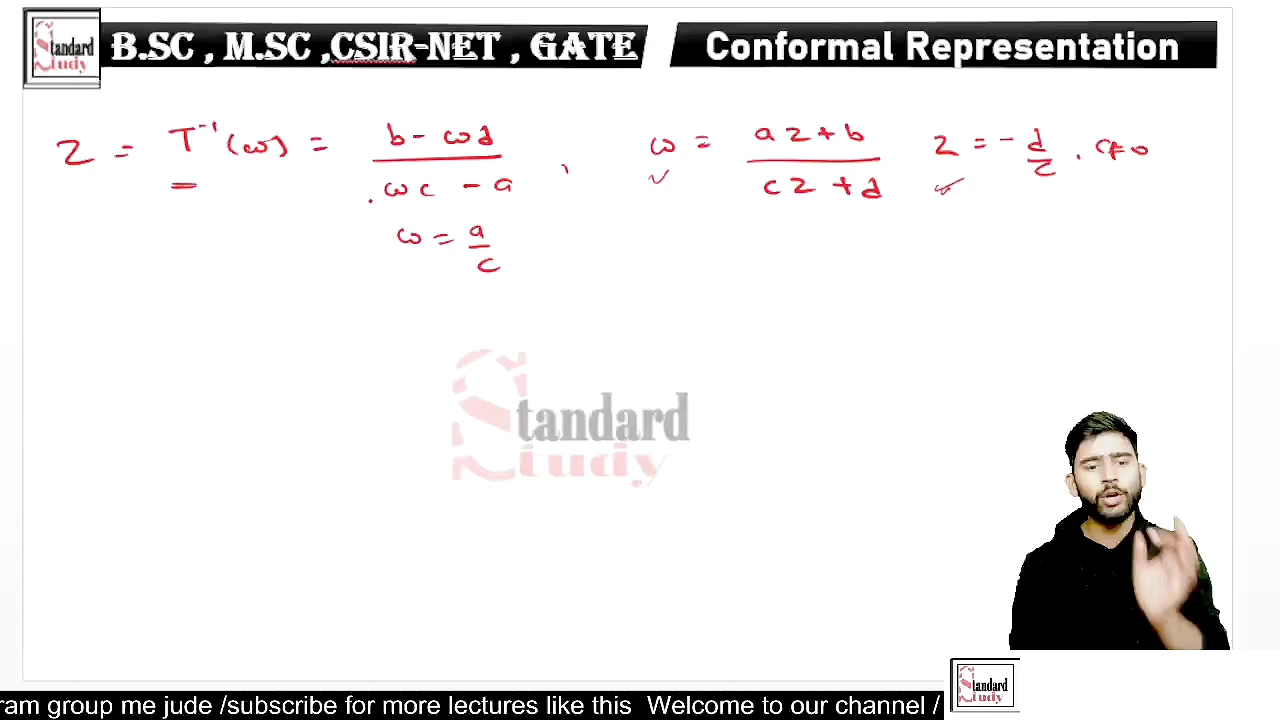 Standard Study B.SC , M.SC ,CSIR-NET , GATE Conformal Representation
z = T⁻¹(ω) = (b - ωd)/(ωc - a) , ω = (az + b)/(cz + d) z = -d/c , c≠0
ω = a/c
Standard Study
ram group me jude /subscribe for more lectures like this Welcome to our channel /
Standard Study